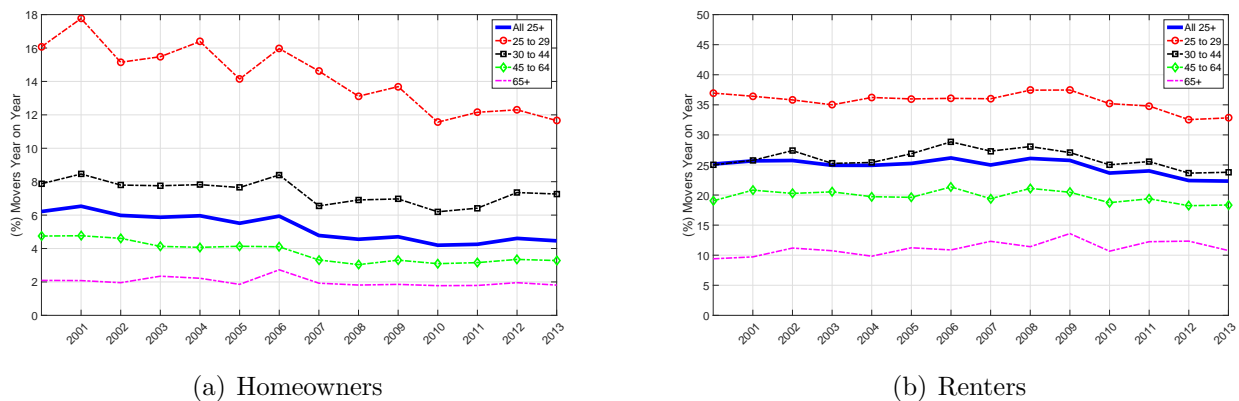 (%) Movers Year on Year
18
16
14
12
10
8
6
4
2
0
2001 2002 2003 2004 2005 2006 2007 2008 2009 2010 2011 2012 2013
All 25+
25 to 29
30 to 44
45 to 64
65+
(a) Homeowners
(%) Movers Year on Year
50
45
40
35
30
25
20
15
10
5
0
2001 2002 2003 2004 2005 2006 2007 2008 2009 2010 2011 2012 2013
All 25+
25 to 29
30 to 44
45 to 64
65+
(b) Renters